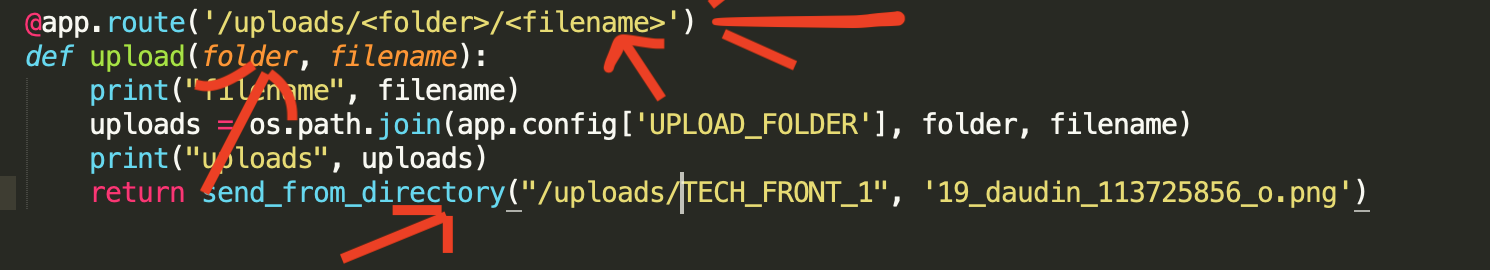 @app.route('/uploads/<folder>/<filename>')
def upload(folder, filename):
    print("filename", filename)
    uploads = os.path.join(app.config['UPLOAD_FOLDER'], folder, filename)
    print("uploads", uploads)
    return send_from_directory("/uploads/TECH_FRONT_1", '19_daudin_113725856_o.png')